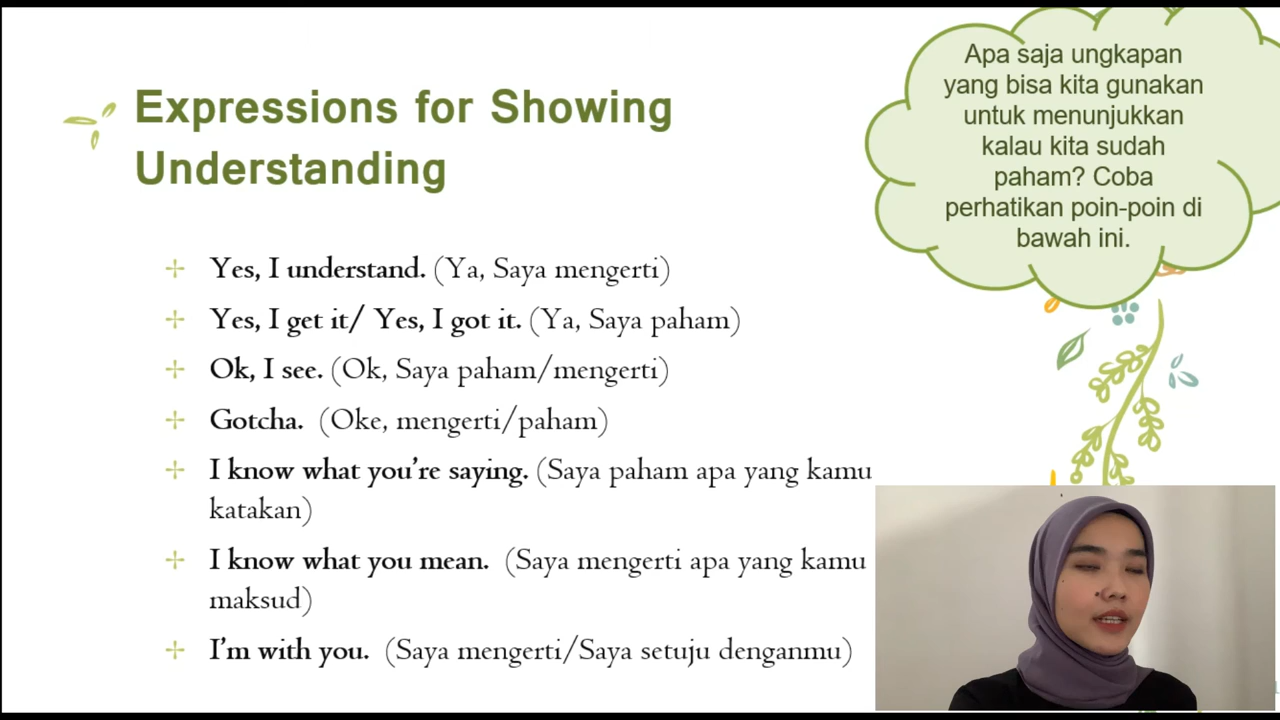 Expressions for Showing
Understanding
Apa saja ungkapan
yang bisa kita gunakan
untuk menunjukkan
kalau kita sudah
paham? Coba
perhatikan poin-poin di
bawah ini.
Yes, I understand. (Ya, Saya mengerti)
Yes, I get it/ Yes, I got it. (Ya, Saya paham)
Ok, I see. (Ok, Saya paham/mengerti)
Gotcha. (Oke, mengerti/paham)
I know what you're saying. (Saya paham apa yang kamu
katakan)
I know what you mean. (Saya mengerti apa yang kamu
maksud)
I'm with you. (Saya mengerti/Saya setuju denganmu)